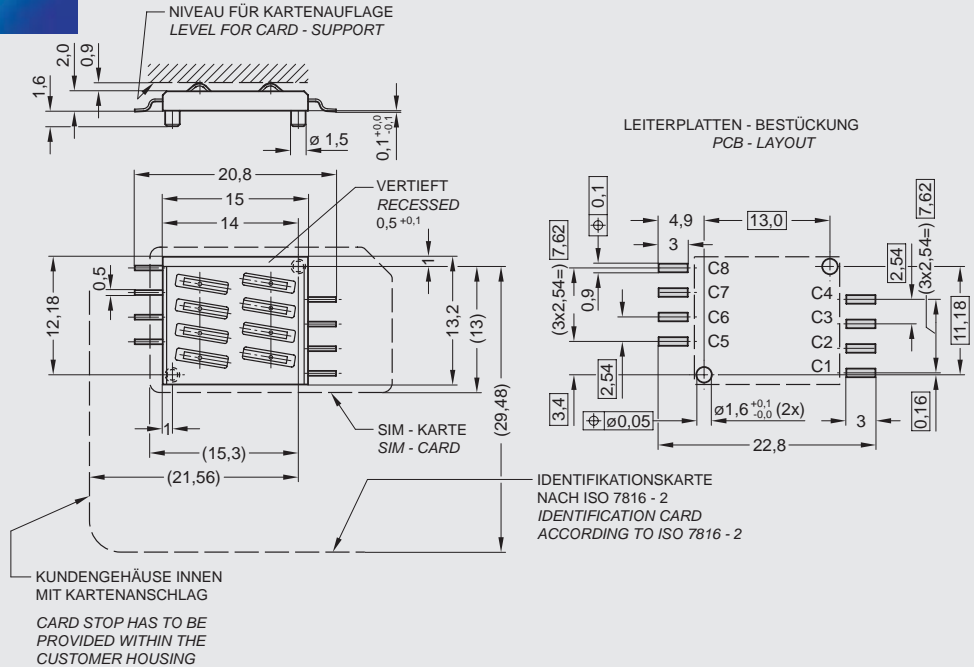 NIVEAU FÜR KARTENAUFLAGE
LEVEL FOR CARD - SUPPORT
2,0
0,9
1,6
ø 1,5
0,1 +0,0 -0,1
20,8
15
14
VERTIEFT
RECESSED
0,5 +0,1
1
0,5
12,18
13,2
(13)
(29,48)
1
(15,3)
(21,56)
SIM - KARTE
SIM - CARD
IDENTIFIKATIONSKARTE
NACH ISO 7816 - 2
IDENTIFICATION CARD
ACCORDING TO ISO 7816 - 2
KUNDENGEHÄUSE INNEN
MIT KARTENANSCHLAG
CARD STOP HAS TO BE
PROVIDED WITHIN THE
CUSTOMER HOUSING
LEITERPLATTEN - BESTÜCKUNG
PCB - LAYOUT
⌖ 0,1
4,9
13,0
3
(3x2,54=) 7,62
0,9
C8
C7
C6
C5
C4
C3
C2
C1
2,54
(3x2,54=) 7,62
11,18
2,54
3,4
⌖ ø0,05
ø1,6 +0,1 -0,0 (2x)
3
0,16
22,8